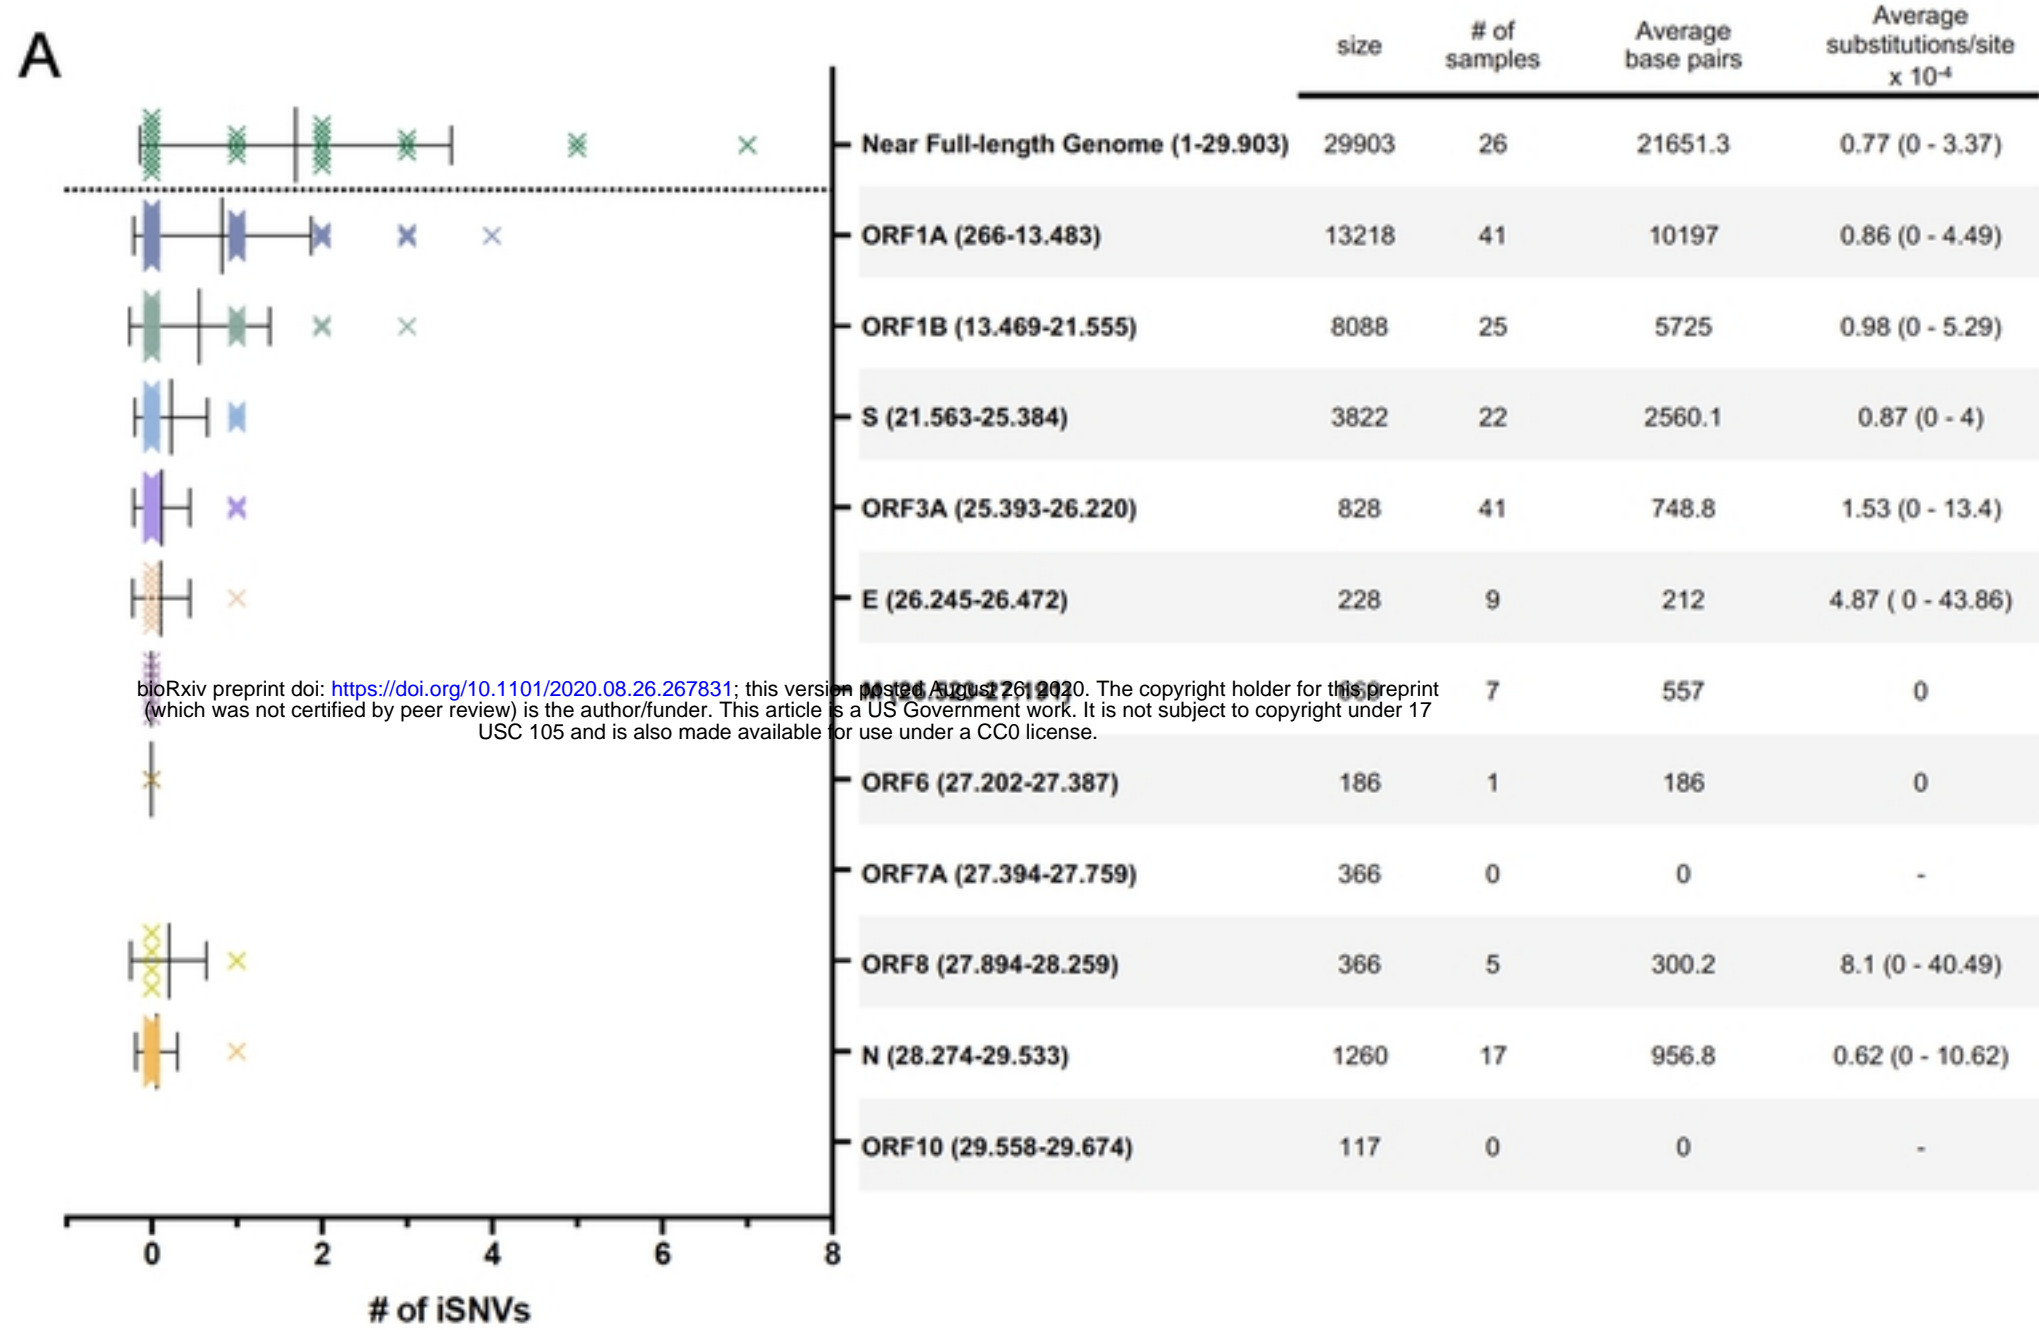 A
size
# of
samples
Average
base pairs
Average
substitutions/site
x 10⁻⁴
Near Full-length Genome (1-29.903) 29903 26 21651.3 0.77 (0 - 3.37)
ORF1A (266-13.483) 13218 41 10197 0.86 (0 - 4.49)
ORF1B (13.469-21.555) 8088 25 5725 0.98 (0 - 5.29)
S (21.563-25.384) 3822 22 2560.1 0.87 (0 - 4)
ORF3A (25.393-26.220) 828 41 748.8 1.53 (0 - 13.4)
E (26.245-26.472) 228 9 212 4.87 ( 0 - 43.86)
7 557 0
bioRxiv preprint doi: https://doi.org/10.1101/2020.08.26.267831; this version posted August 26, 2020. The copyright holder for this preprint
(which was not certified by peer review) is the author/funder. This article is a US Government work. It is not subject to copyright under 17
USC 105 and is also made available for use under a CC0 license.
ORF6 (27.202-27.387) 186 1 186 0
ORF7A (27.394-27.759) 366 0 0 -
ORF8 (27.894-28.259) 366 5 300.2 8.1 (0 - 40.49)
N (28.274-29.533) 1260 17 956.8 0.62 (0 - 10.62)
ORF10 (29.558-29.674) 117 0 0 -
0 2 4 6 8
# of iSNVs